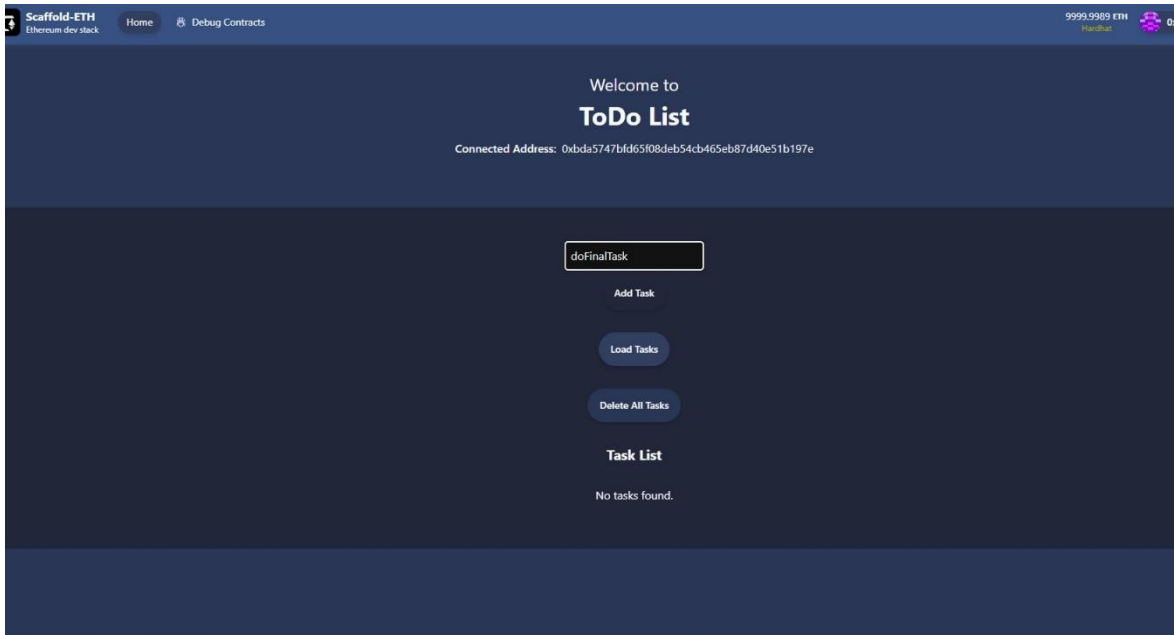 Scaffold-ETH
Ethereum dev stack
Home
Debug Contracts
9999.9989 ETH
Hardhat
Welcome to
ToDo List
Connected Address: 0xbda5747bfd65f08deb54cb465eb87d40e51b197e
doFinalTask
Add Task
Load Tasks
Delete All Tasks
Task List
No tasks found.